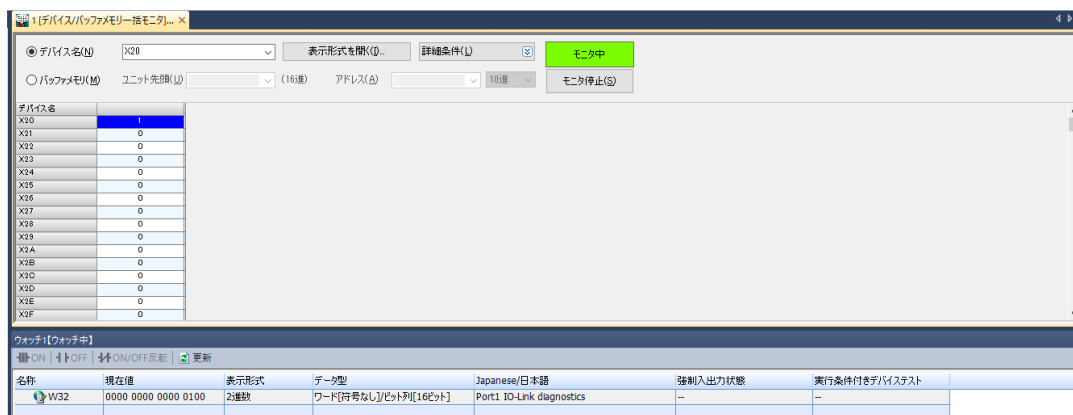 1 [デバイス/バッファメモリ一括モニタ]... ×
デバイス名(N) X20 表示形式を開く(I)... 詳細条件(L) モニタ中
バッファメモリ(M) ユニット先頭(U) (16進) アドレス(A) 10進 モニタ停止(S)
デバイス名
X20 1
X21 0
X22 0
X23 0
X24 0
X25 0
X26 0
X27 0
X28 0
X29 0
X2A 0
X2B 0
X2C 0
X2D 0
X2E 0
X2F 0
ウォッチ1【ウォッチ中】
ON OFF ON/OFF反転 更新
名称 現在値 表示形式 データ型 Japanese/日本語 強制入出力状態 実行条件付きデバイステスト
W32 0000 0000 0000 0100 2進数 ワード[符号なし]/ビット列[16ビット] Port1 IO-Link diagnostics -- --